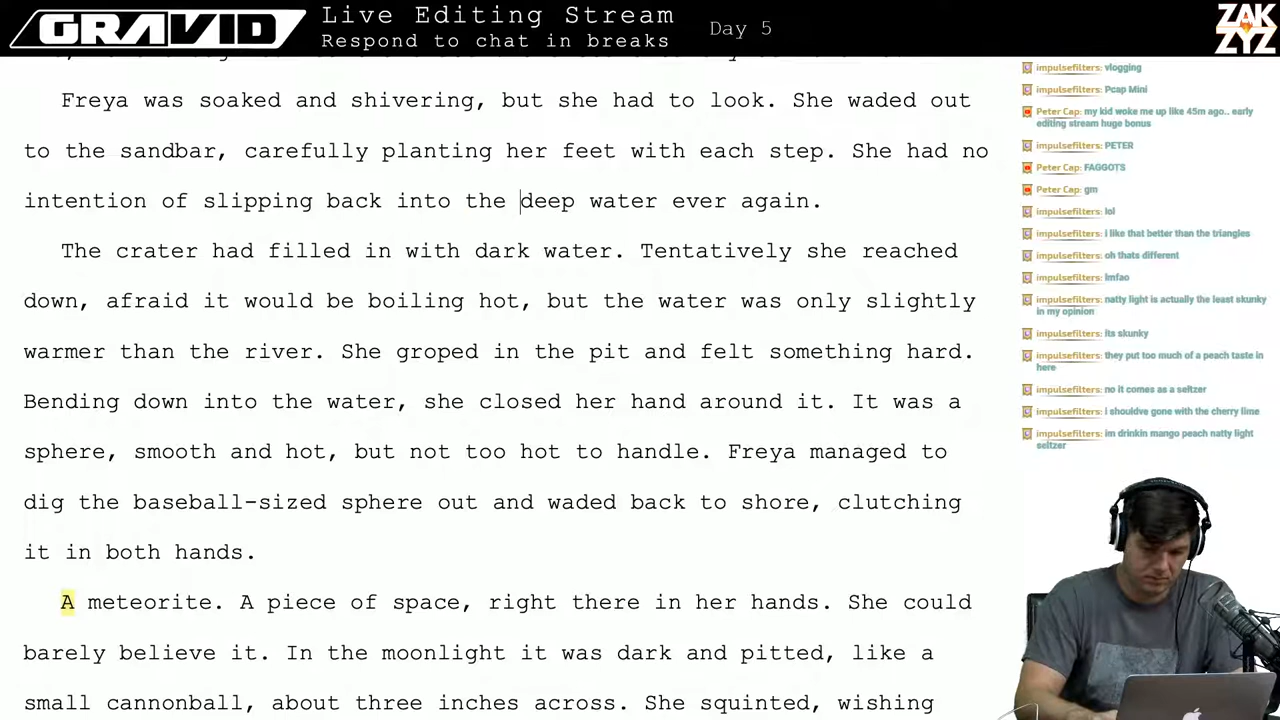 GRAVID
Live Editing Stream
Respond to chat in breaks
Day 5
ZAK
ZYZ
Freya was soaked and shivering, but she had to look. She waded out
to the sandbar, carefully planting her feet with each step. She had no
intention of slipping back into the deep water ever again.
The crater had filled in with dark water. Tentatively she reached
down, afraid it would be boiling hot, but the water was only slightly
warmer than the river. She groped in the pit and felt something hard.
Bending down into the water, she closed her hand around it. It was a
sphere, smooth and hot, but not too hot to handle. Freya managed to
dig the baseball-sized sphere out and waded back to shore, clutching
it in both hands.
A meteorite. A piece of space, right there in her hands. She could
barely believe it. In the moonlight it was dark and pitted, like a
small cannonball, about three inches across. She squinted, wishing
impulsefilters: vlogging
impulsefilters: Pcap Mini
Peter Cap: my kid woke me up like 45m ago.. early
editing stream huge bonus
impulsefilters: PETER
Peter Cap: FAGGOTS
Peter Cap: gm
impulsefilters: lol
impulsefilters: i like that better than the triangles
impulsefilters: oh thats different
impulsefilters: lmfao
impulsefilters: natty light is actually the least skunky
in my opinion
impulsefilters: its skunky
impulsefilters: they put too much of a peach taste in
here
impulsefilters: no it comes as a seltzer
impulsefilters: i shouldve gone with the cherry lime
impulsefilters: im drinkin mango peach natty light
seltzer